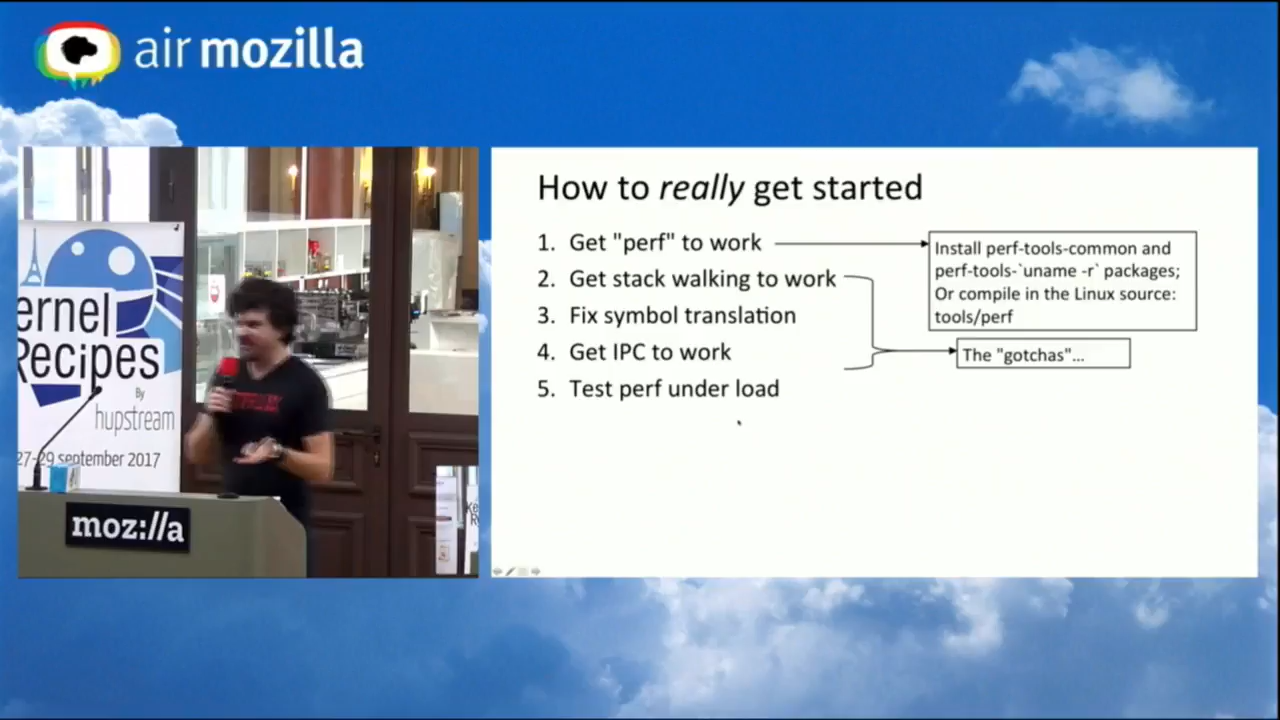 air mozilla
How to really get started
1. Get "perf" to work
2. Get stack walking to work
3. Fix symbol translation
4. Get IPC to work
5. Test perf under load
Install perf-tools-common and
perf-tools-`uname -r` packages;
Or compile in the Linux source:
tools/perf
The "gotchas"...
ernel
Recipes
By
hupstream
27-29 september 2017
moz://a